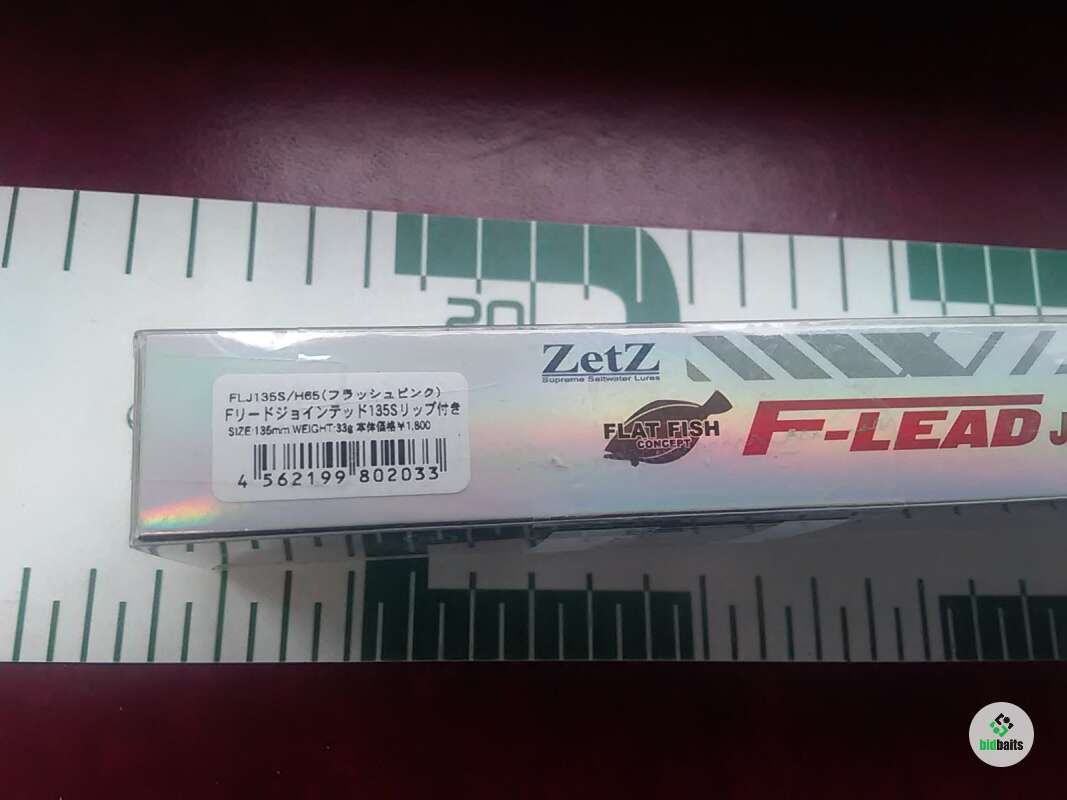 20
ZetZ
Supreme Saltwater Lures
FLJ135S/H65(フラッシュピンク)
Fリードジョインテッド135Sリップ付き
SIZE:135mm WEIGHT:33g 本体価格¥1,800
4 562199 802033
FLAT FISH
CONCEPT
F-LEAD J
bidbaits